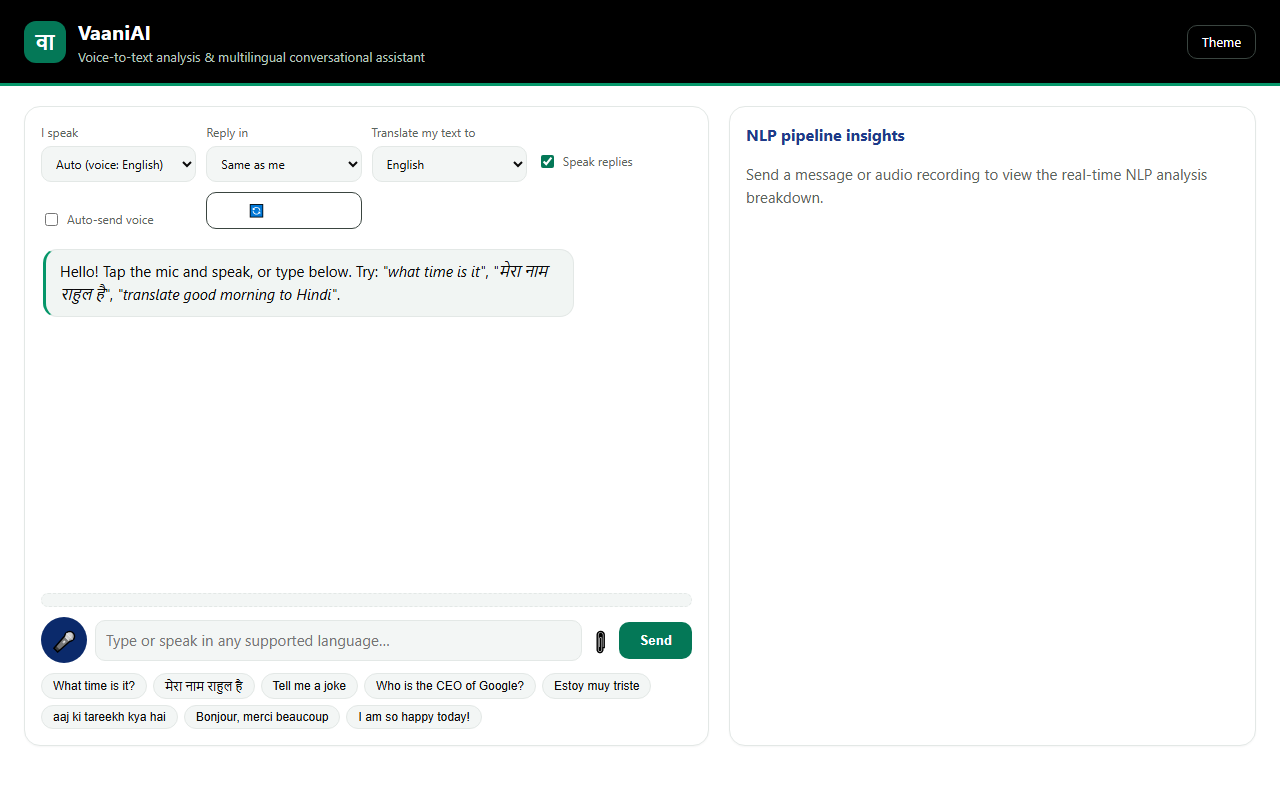 वा
VaaniAI
Voice-to-text analysis & multilingual conversational assistant
Theme
I speak
Reply in
Translate my text to
Auto (voice: English)
Same as me
English
Speak replies
Auto-send voice
Hello! Tap the mic and speak, or type below. Try: "what time is it", "मेरा नाम
राहुल है", "translate good morning to Hindi".
Type or speak in any supported language...
Send
What time is it?
मेरा नाम राहुल है
Tell me a joke
Who is the CEO of Google?
Estoy muy triste
aaj ki tareekh kya hai
Bonjour, merci beaucoup
I am so happy today!
NLP pipeline insights
Send a message or audio recording to view the real-time NLP analysis
breakdown.